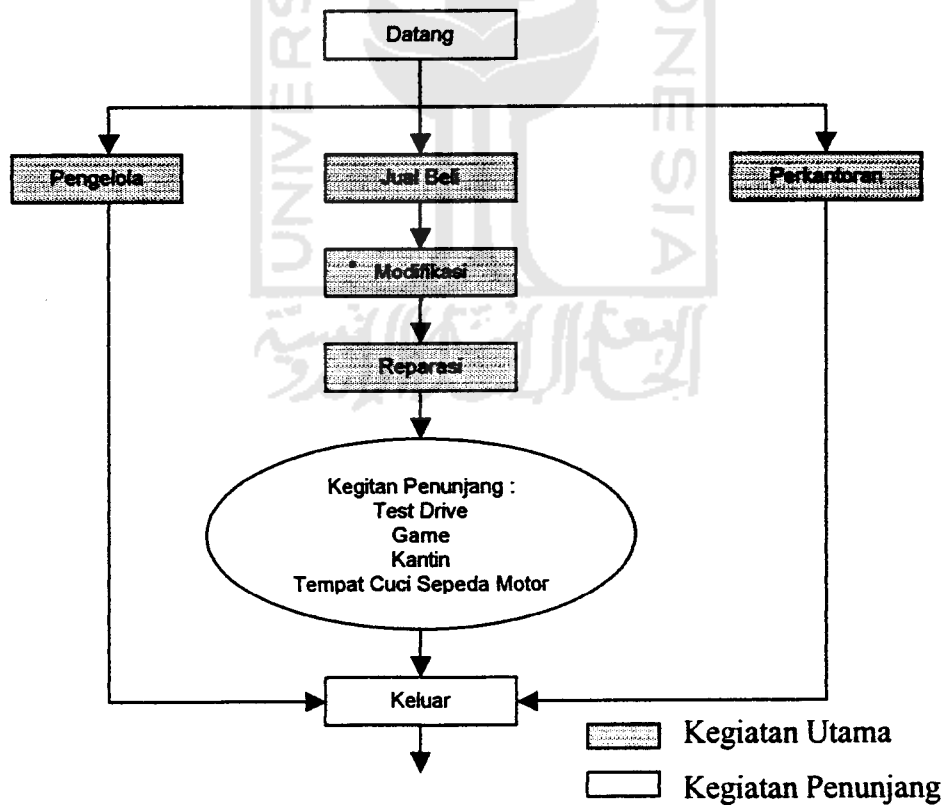 Datang
Pengelola
Jual Beli
Perkantoran
Modifikasi
Reparasi
Kegitan Penunjang :
Test Drive
Game
Kantin
Tempat Cuci Sepeda Motor
Keluar
Kegiatan Utama
Kegiatan Penunjang